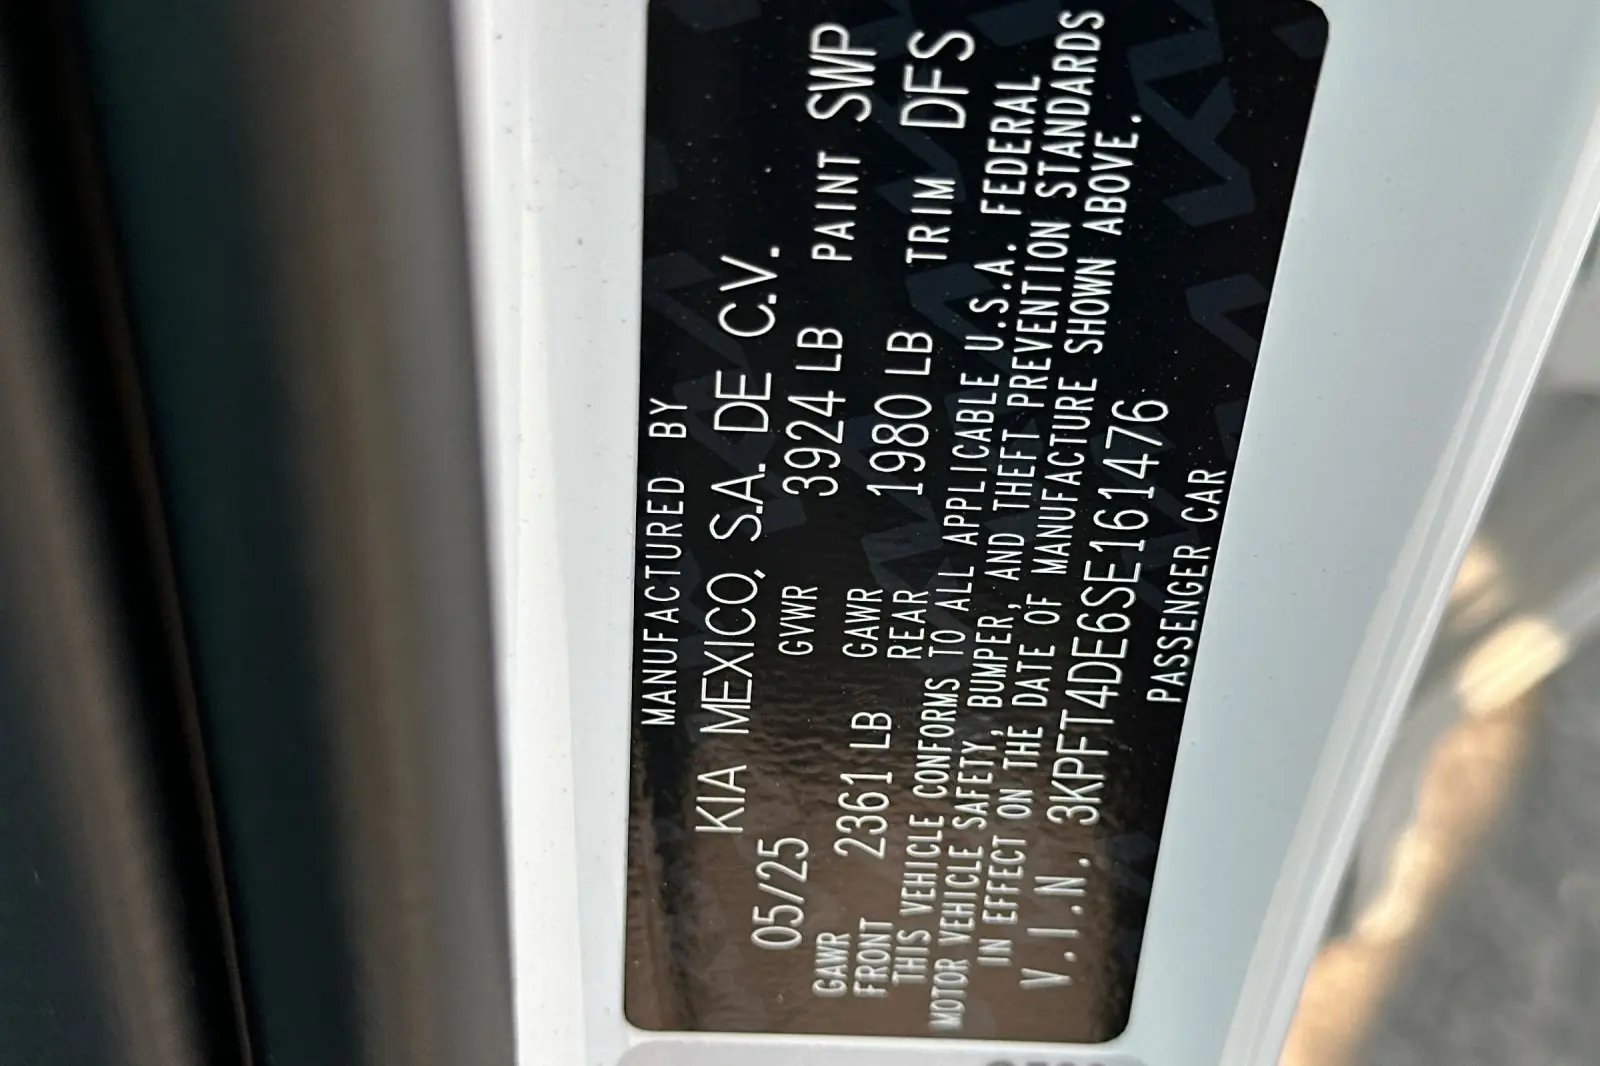 MANUFACTURED BY
KIA MEXICO, S.A. DE C.V.
05/25 GVWR 3924 LB PAINT SWP
GAWR FRONT 2361 LB GAWR REAR 1980 LB TRIM DFS
THIS VEHICLE CONFORMS TO ALL APPLICABLE U.S.A. FEDERAL
MOTOR VEHICLE SAFETY, BUMPER, AND THEFT PREVENTION STANDARDS
IN EFFECT ON THE DATE OF MANUFACTURE SHOWN ABOVE.
V.I.N. 3KPFT4DE6SE161476
PASSENGER CAR